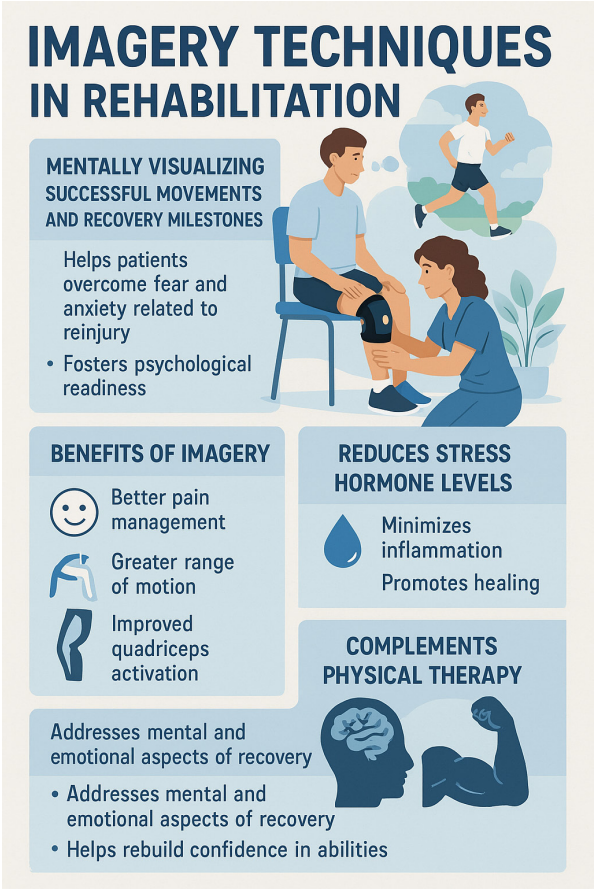 IMAGERY TECHNIQUES
IN REHABILITATION
MENTALLY VISUALIZING
SUCCESSFUL MOVEMENTS
AND RECOVERY MILESTONES
Helps patients
overcome fear and
anxiety related to
reinjury
• Fosters psychological
readiness
BENEFITS OF IMAGERY
Better pain
management
Greater range
of motion
Improved
quadriceps
activation
REDUCES STRESS
HORMONE LEVELS
Minimizes
inflammation
Promotes healing
COMPLEMENTS
PHYSICAL THERAPY
Addresses mental and
emotional aspects of recovery
• Addresses mental and
emotional aspects of recovery
• Helps rebuild confidence in abilities